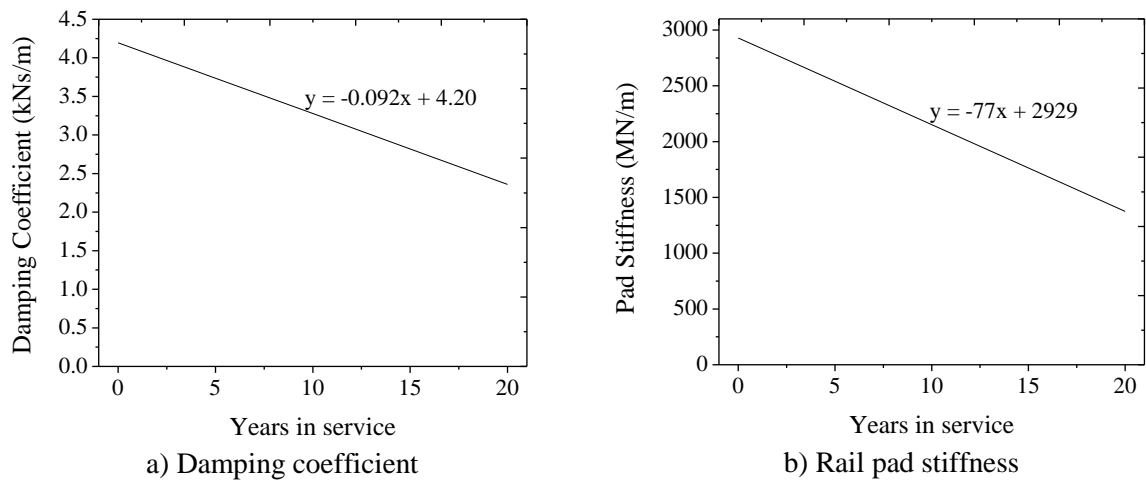 4.5
4.0
3.5
3.0
2.5
2.0
1.5
1.0
0.5
0.0
Damping Coefficient (kNs/m)
y = -0.092x + 4.20
0 5 10 15 20
Years in service
a) Damping coefficient
3000
2500
2000
1500
1000
500
0
Pad Stiffness (MN/m)
y = -77x + 2929
0 5 10 15 20
Years in service
b) Rail pad stiffness